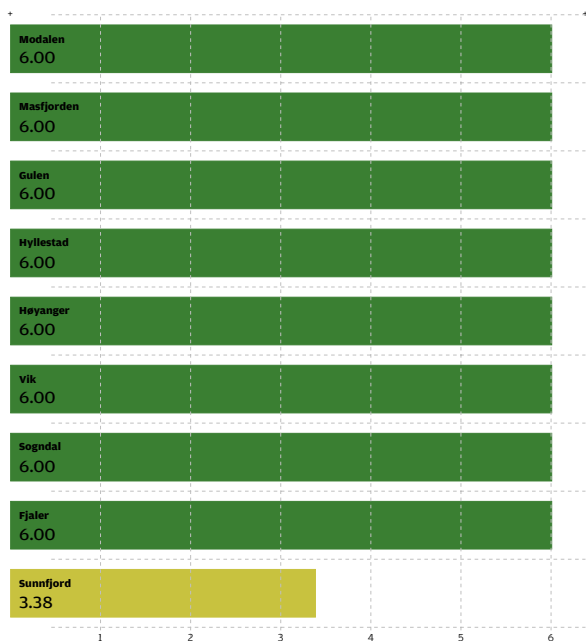 Modalen
6.00
Masfjorden
6.00
Gulen
6.00
Hyllestad
6.00
Høyanger
6.00
Vik
6.00
Sogndal
6.00
Fjaler
6.00
Sunnfjord
3.38
1 2 3 4 5 6